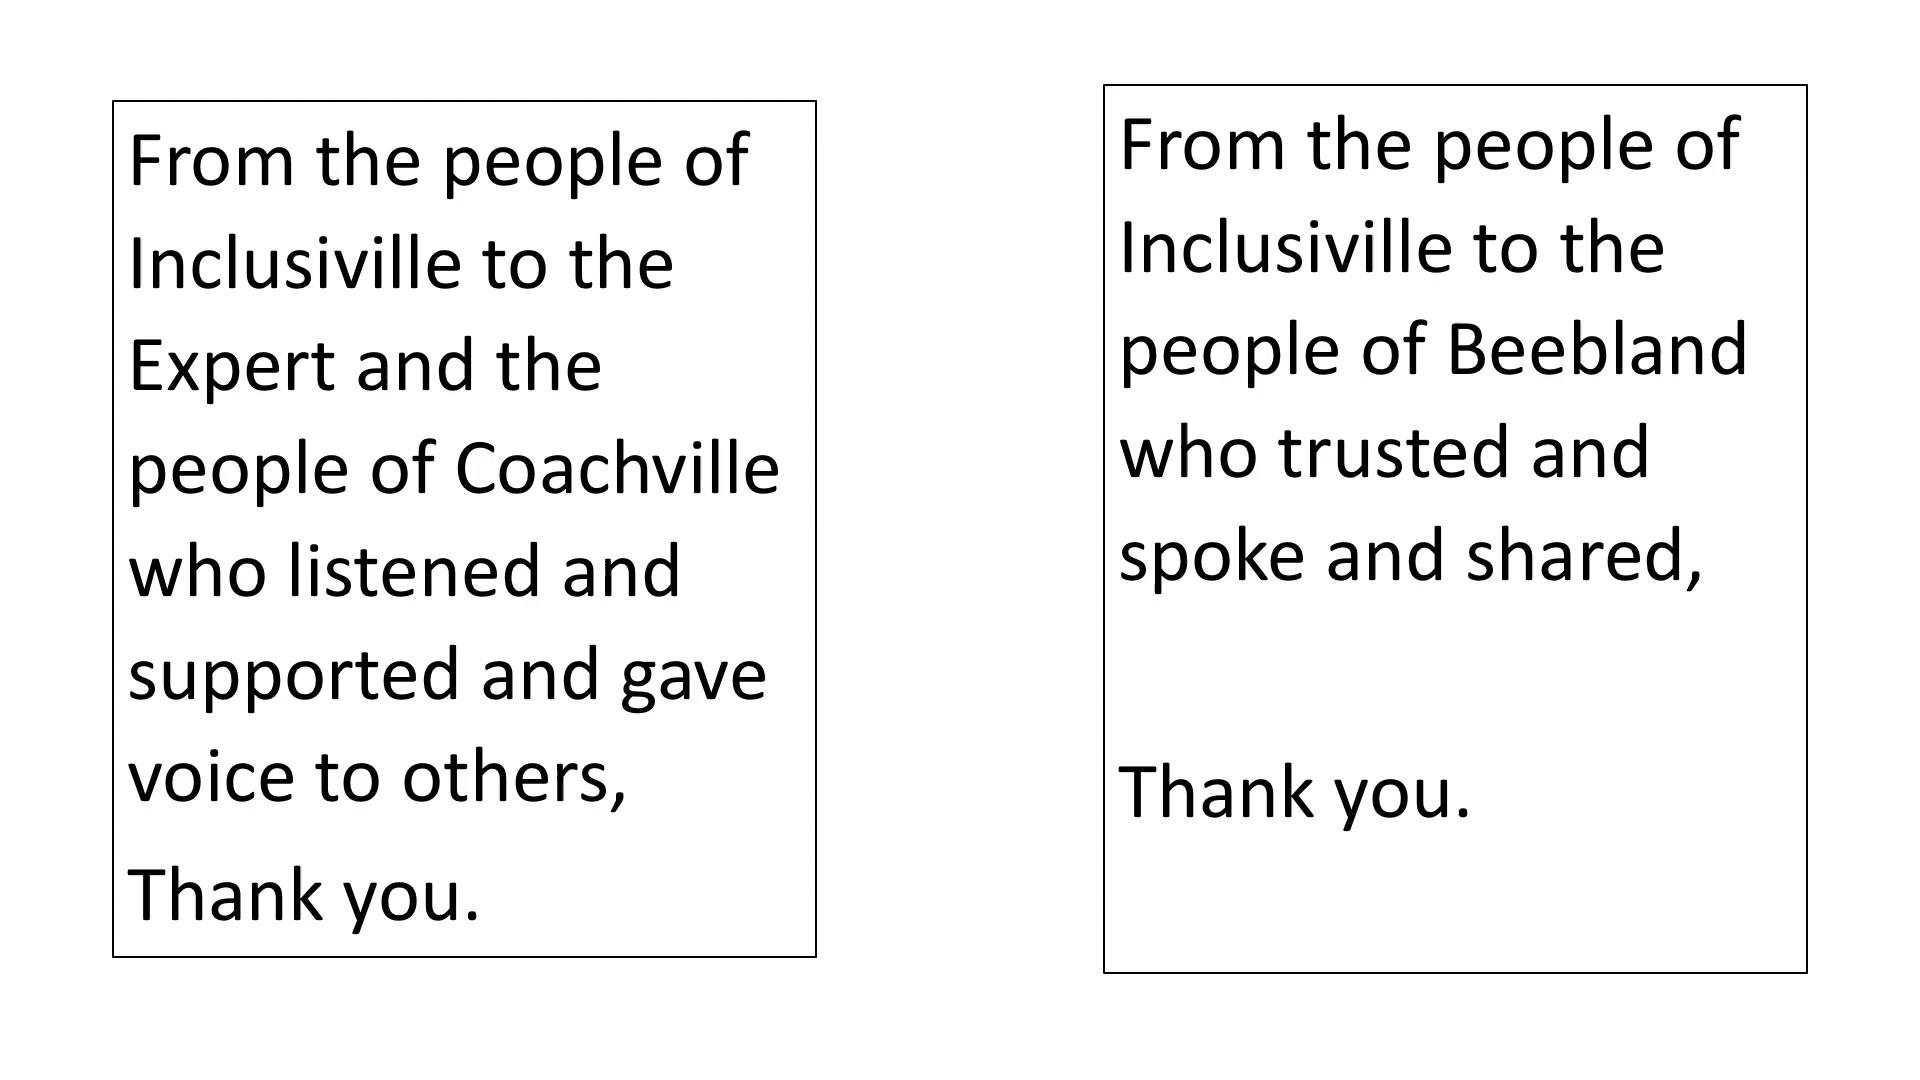 From the people of
Inclusiville to the
Expert and the
people of Coachville
who listened and
supported and gave
voice to others,
Thank you.
From the people of
Inclusiville to the
people of Beebland
who trusted and
spoke and shared,
Thank you.